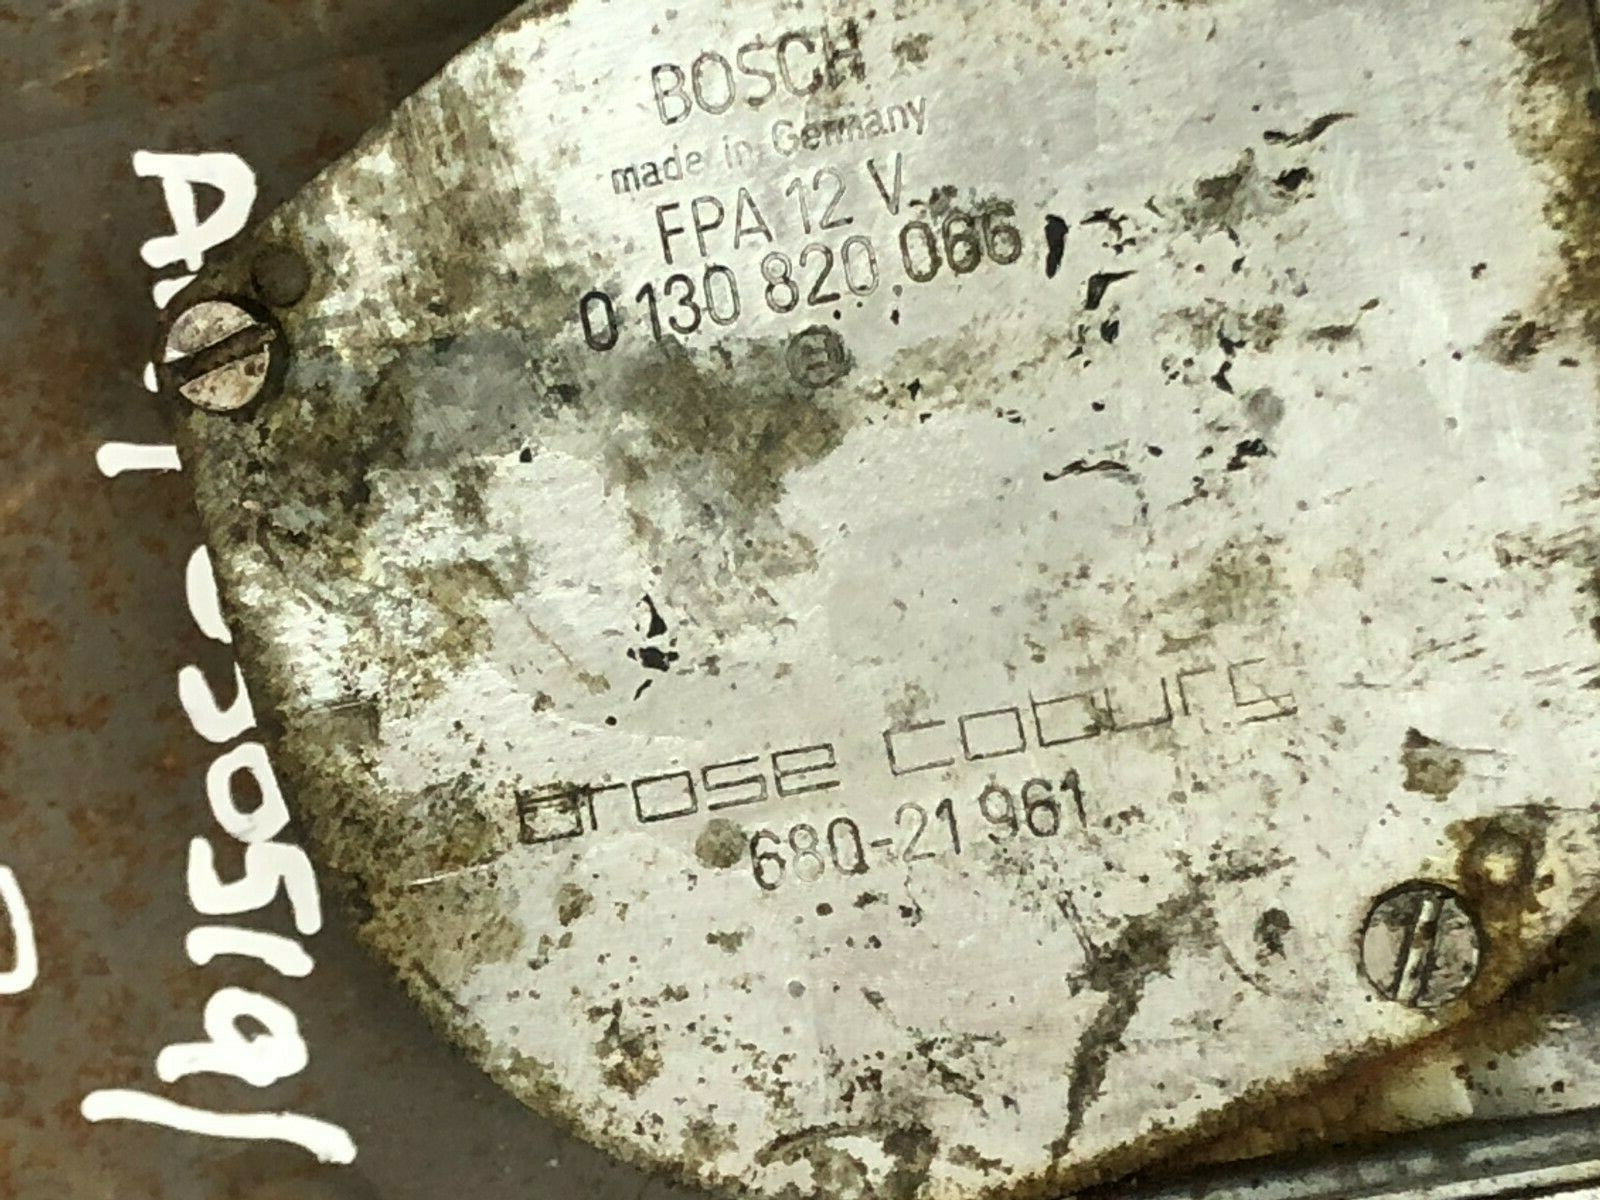 BOSCH
made in Germany
FPA 12 V
0 130 820 066
brose coburg
680-21 961